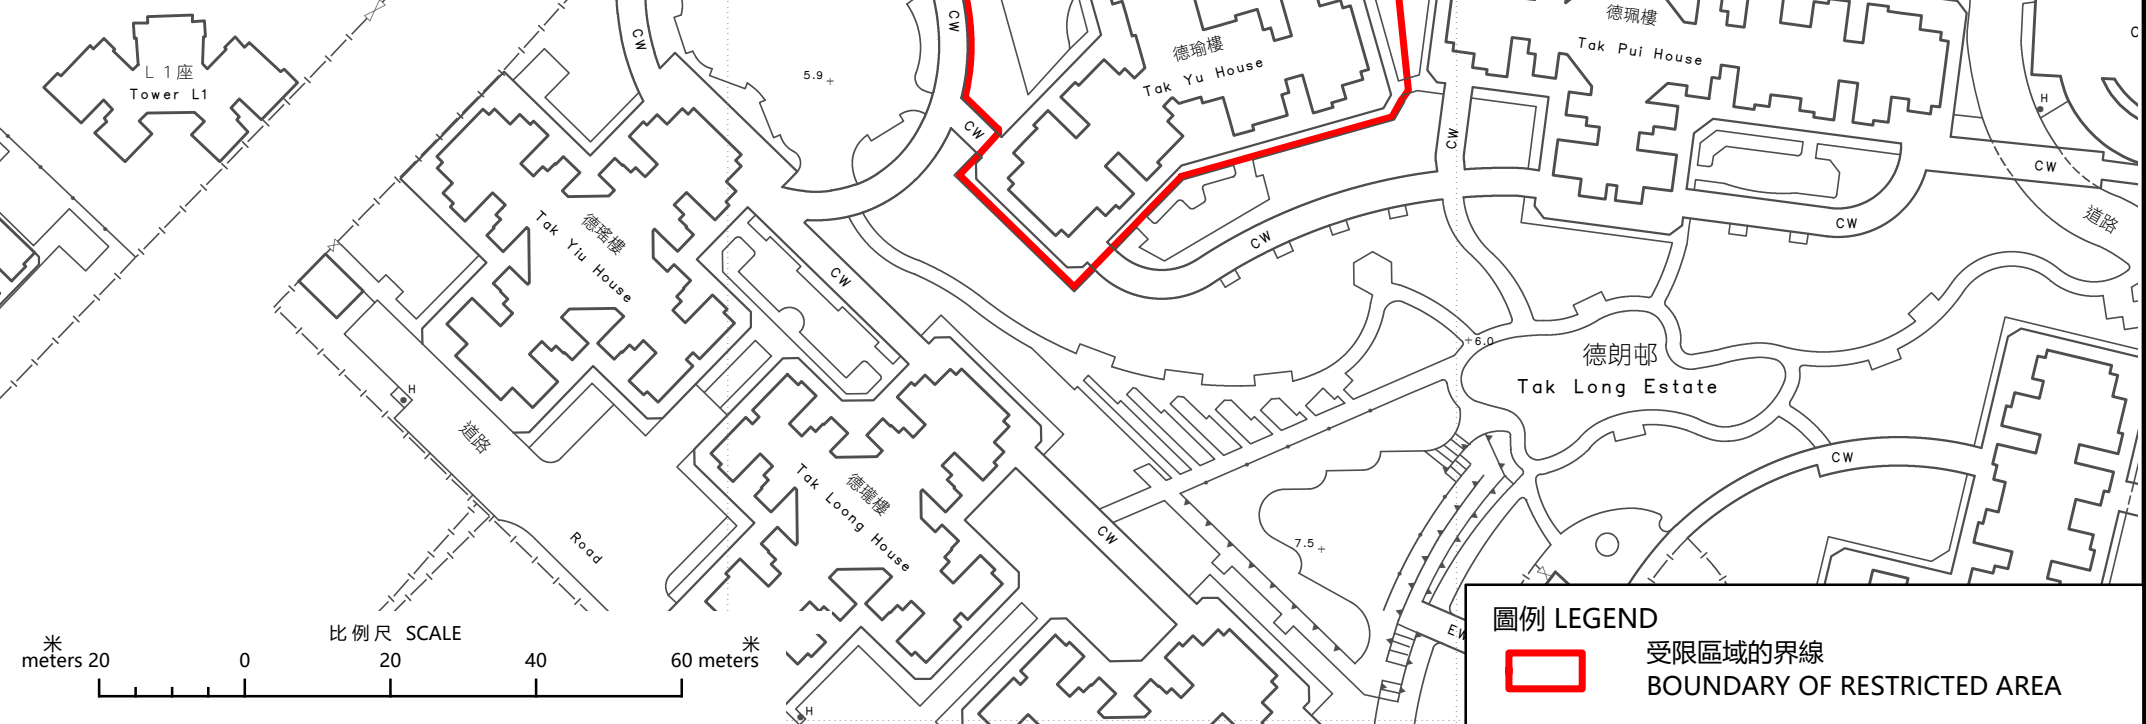 L 1 座
Tower L1
CW
5.9
CW
德瑜樓
Tak Yu House
德珮樓
Tak Pui House
CW
CW
H
CW
道路
CW
德瑤樓
Tak Yiu House
CW
CW
6.0
德朗邨
Tak Long Estate
H
道路
Road
德瓏樓
Tak Loong House
CW
CW
7.5
EW
H
比例尺 SCALE
米 米
meters 20 0 20 40 60 meters
圖例 LEGEND
受限區域的界線
BOUNDARY OF RESTRICTED AREA